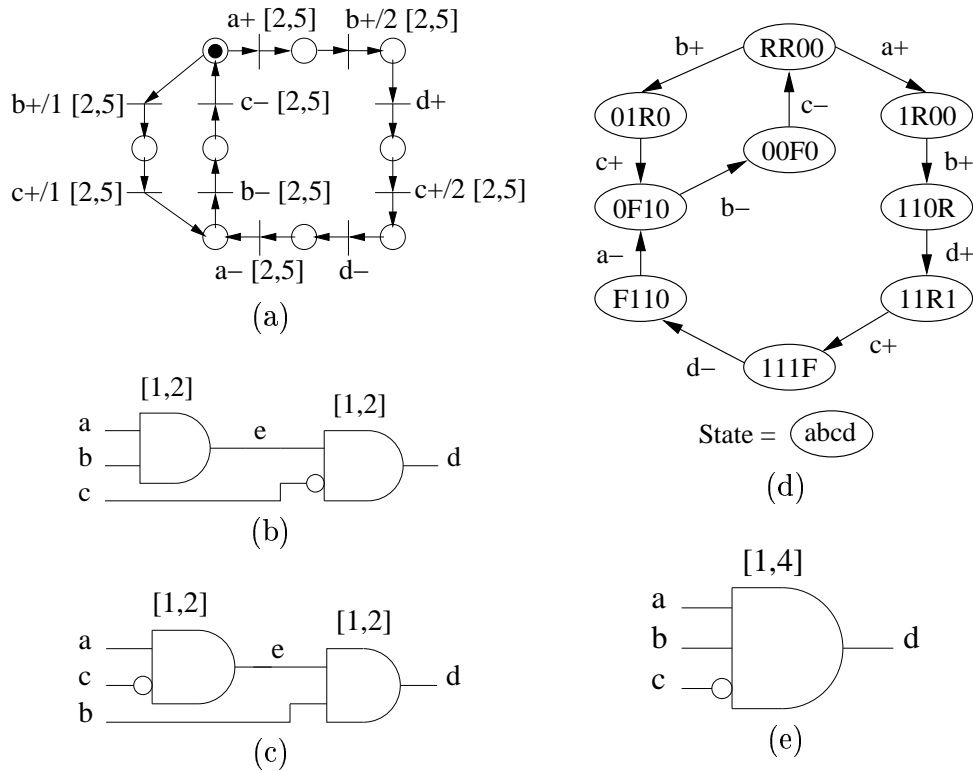 a+ [2,5]
b+/2 [2,5]
b+/1 [2,5]
c− [2,5]
d+
c+/1 [2,5]
b− [2,5]
c+/2 [2,5]
a− [2,5]
d−
(a)
[1,2]
[1,2]
a
b
c
e
d
(b)
[1,2]
[1,2]
a
c
b
e
d
(c)
RR00
b+
a+
01R0
c−
1R00
00F0
c+
b+
0F10
b−
110R
a−
d+
F110
11R1
d−
c+
111F
State = abcd
(d)
[1,4]
a
b
c
d
(e)